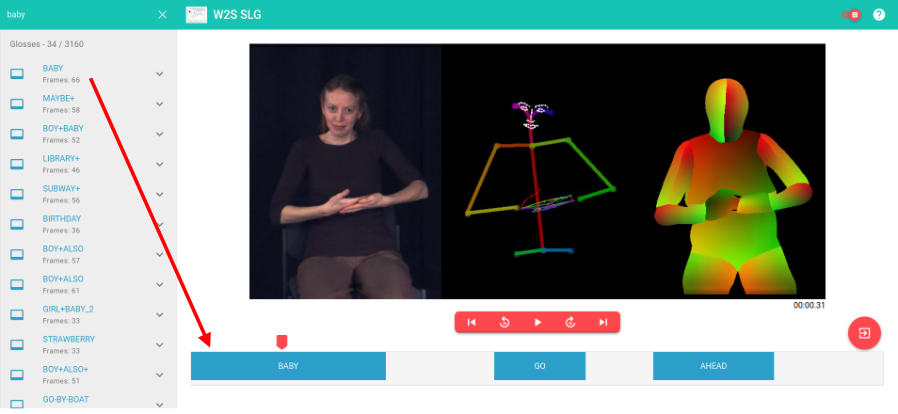 baby
W2S SLG
Glosses - 34 / 3160
BABY
Frames: 66
MAYBE+
Frames: 58
BOY+BABY
Frames: 52
LIBRARY+
Frames: 46
SUBWAY+
Frames: 56
BIRTHDAY
Frames: 36
BOY+ALSO
Frames: 57
BOY+ALSO
Frames: 61
GIRL+BABY_2
Frames: 33
STRAWBERRY
Frames: 33
BOY+ALSO+
Frames: 51
GO-BY-BOAT
00:00.31
BABY
GO
AHEAD